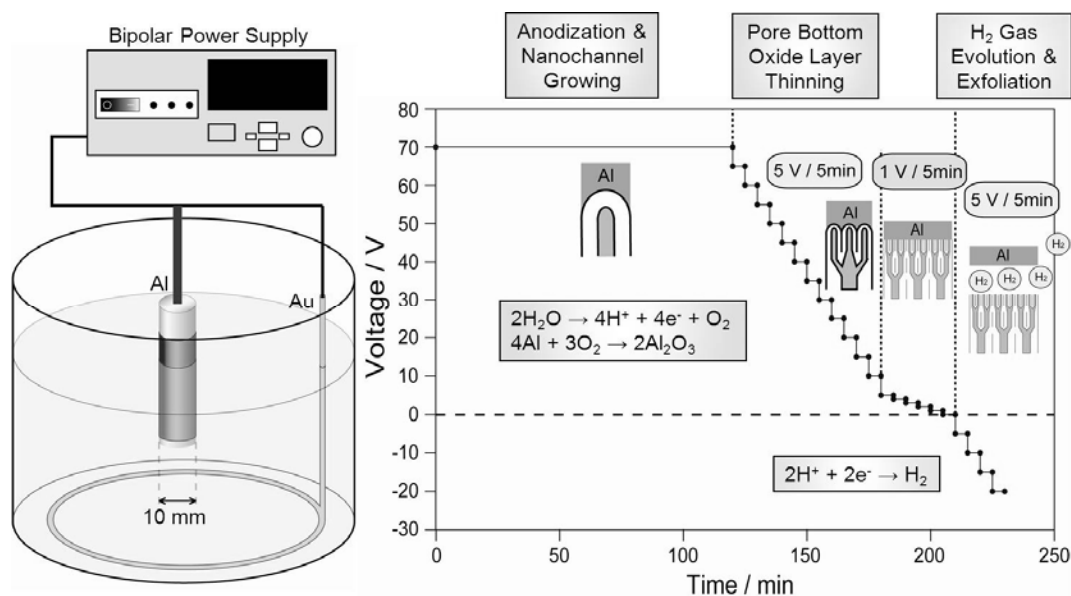 Bipolar Power Supply
Al
Au
10 mm
Anodization &
Nanochannel
Growing
Pore Bottom
Oxide Layer
Thinning
H₂ Gas
Evolution &
Exfoliation
Voltage / V
80
70
60
50
40
30
20
10
0
-10
-20
-30
Al
5 V / 5min
1 V / 5min
5 V / 5min
Al
Al
Al
H₂
H₂
H₂
H₂
2H₂O → 4H⁺ + 4e⁻ + O₂
4Al + 3O₂ → 2Al₂O₃
2H⁺ + 2e⁻ → H₂
0
50
100
150
200
250
Time / min